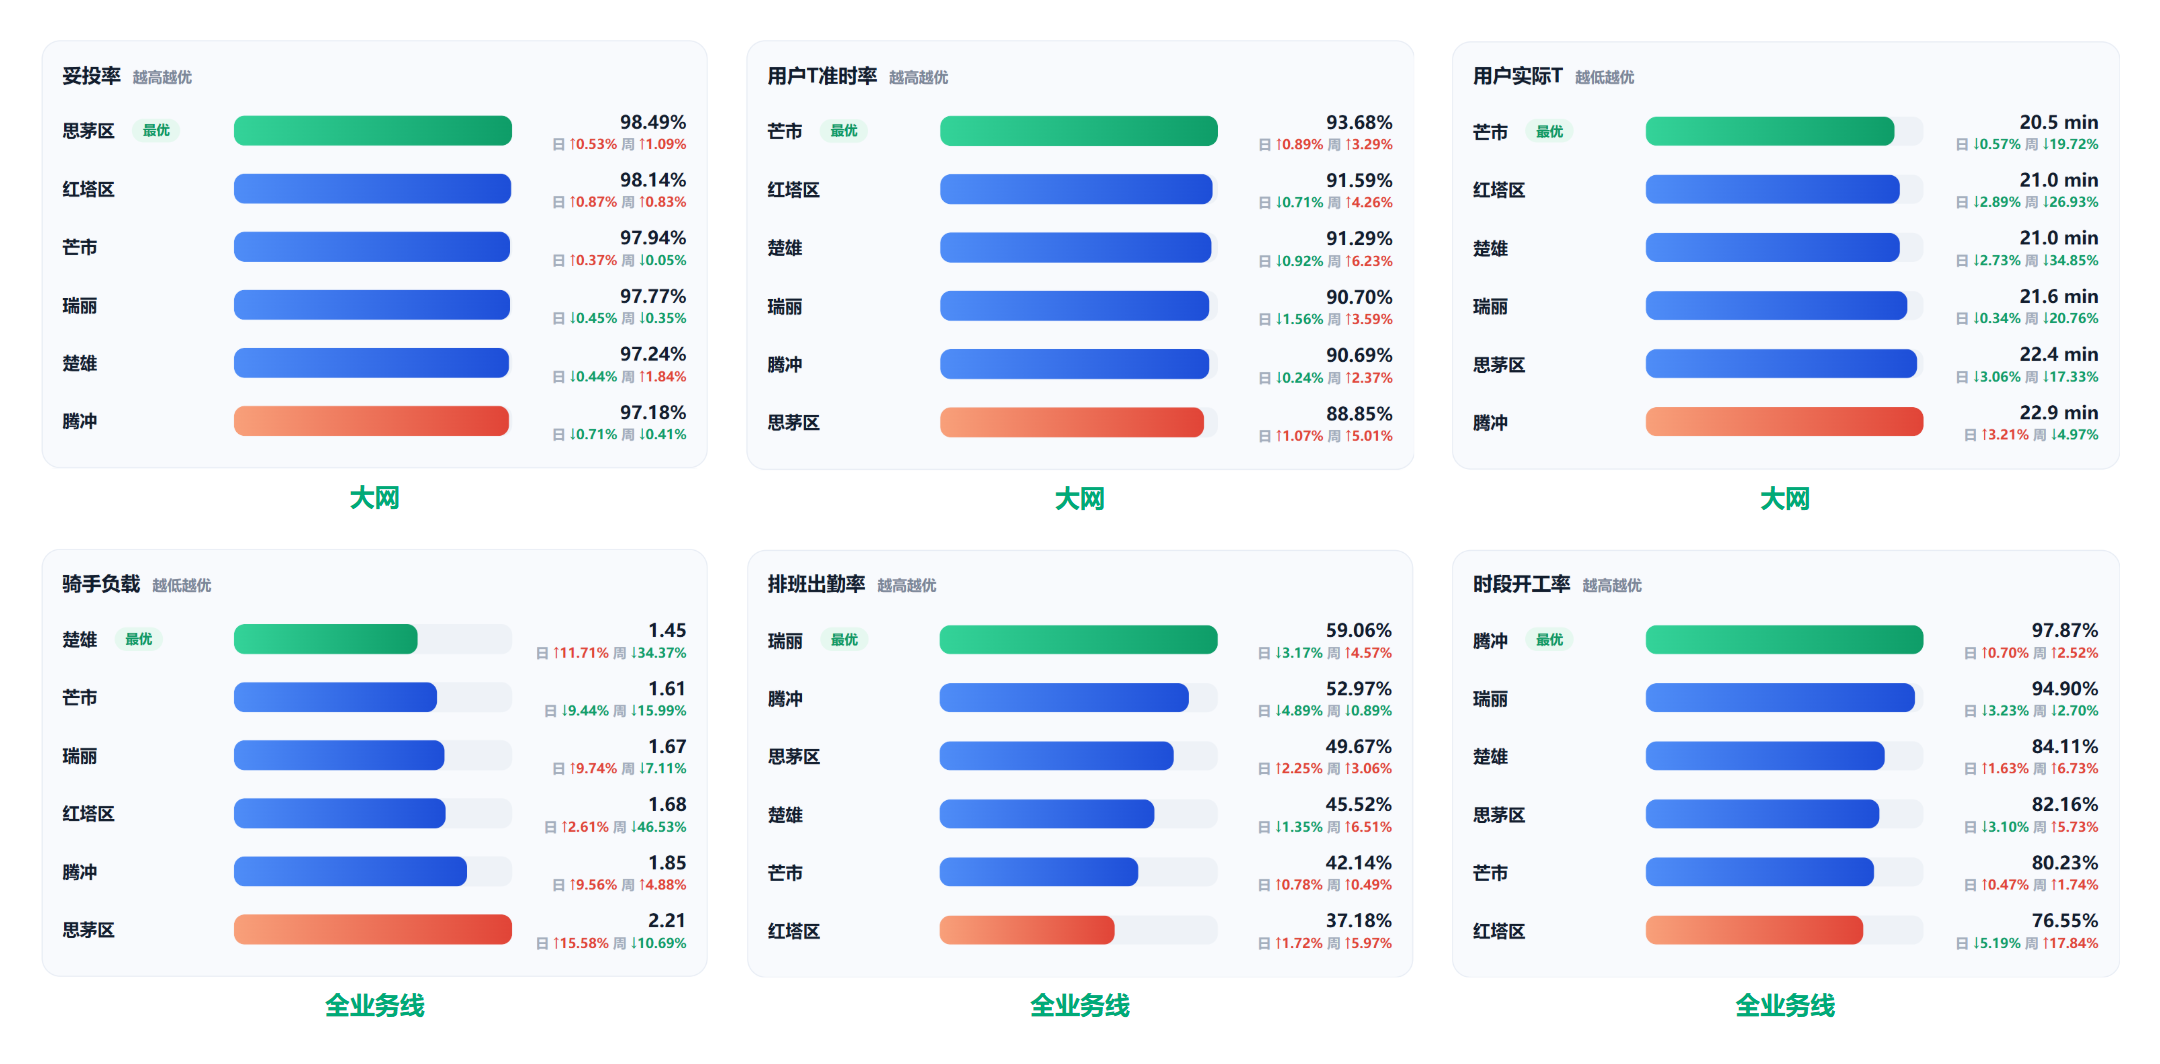 妥投率 越高越优
思茅区 最优 98.49%
日 ↑0.53% 周 ↑1.09%
红塔区 98.14%
日 ↑0.87% 周 ↑0.83%
芒市 97.94%
日 ↑0.37% 周 ↓0.05%
瑞丽 97.77%
日 ↓0.45% 周 ↓0.35%
楚雄 97.24%
日 ↓0.44% 周 ↑1.84%
腾冲 97.18%
日 ↓0.71% 周 ↓0.41%
大网
用户T准时率 越高越优
芒市 最优 93.68%
日 ↑0.89% 周 ↑3.29%
红塔区 91.59%
日 ↓0.71% 周 ↑4.26%
楚雄 91.29%
日 ↓0.92% 周 ↑6.23%
瑞丽 90.70%
日 ↓1.56% 周 ↑3.59%
腾冲 90.69%
日 ↓0.24% 周 ↑2.37%
思茅区 88.85%
日 ↑1.07% 周 ↑5.01%
大网
用户实际T 越低越优
芒市 最优 20.5 min
日 ↓0.57% 周 ↓19.72%
红塔区 21.0 min
日 ↓2.89% 周 ↓26.93%
楚雄 21.0 min
日 ↓2.73% 周 ↓34.85%
瑞丽 21.6 min
日 ↓0.34% 周 ↓20.76%
思茅区 22.4 min
日 ↓3.06% 周 ↓17.33%
腾冲 22.9 min
日 ↑3.21% 周 ↓4.97%
大网
骑手负载 越低越优
楚雄 最优 1.45
日 ↑11.71% 周 ↓34.37%
芒市 1.61
日 ↓9.44% 周 ↓15.99%
瑞丽 1.67
日 ↑9.74% 周 ↓7.11%
红塔区 1.68
日 ↑2.61% 周 ↓46.53%
腾冲 1.85
日 ↑9.56% 周 ↑4.88%
思茅区 2.21
日 ↑15.58% 周 ↓10.69%
全业务线
排班出勤率 越高越优
瑞丽 最优 59.06%
日 ↓3.17% 周 ↑4.57%
腾冲 52.97%
日 ↓4.89% 周 ↓0.89%
思茅区 49.67%
日 ↑2.25% 周 ↑3.06%
楚雄 45.52%
日 ↓1.35% 周 ↑6.51%
芒市 42.14%
日 ↑0.78% 周 ↑0.49%
红塔区 37.18%
日 ↑1.72% 周 ↑5.97%
全业务线
时段开工率 越高越优
腾冲 最优 97.87%
日 ↑0.70% 周 ↑2.52%
瑞丽 94.90%
日 ↓3.23% 周 ↓2.70%
楚雄 84.11%
日 ↑1.63% 周 ↑6.73%
思茅区 82.16%
日 ↓3.10% 周 ↑5.73%
芒市 80.23%
日 ↑0.47% 周 ↑1.74%
红塔区 76.55%
日 ↓5.19% 周 ↑17.84%
全业务线